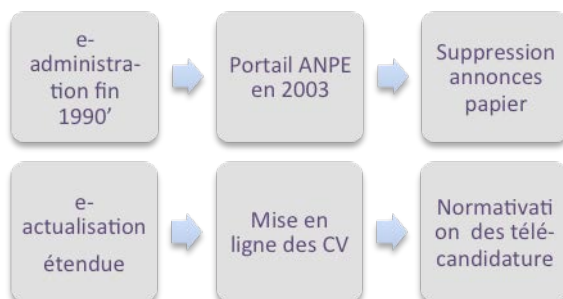 e-
administra-
tion fin
1990’
Portail ANPE
en 2003
Suppression
annonces
papier
e-
actualisation
étendue
Mise en
ligne des CV
Normativati
on des télé-
candidature